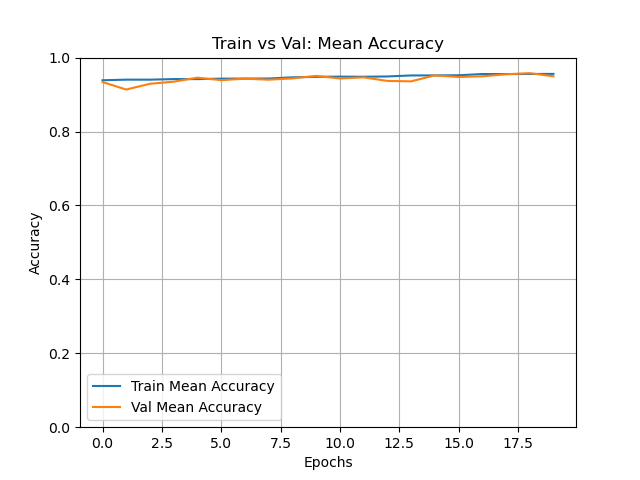 Train vs Val: Mean Accuracy
1.0
0.8
0.6
0.4
0.2
0.0
Accuracy
Train Mean Accuracy
Val Mean Accuracy
0.0 2.5 5.0 7.5 10.0 12.5 15.0 17.5
Epochs